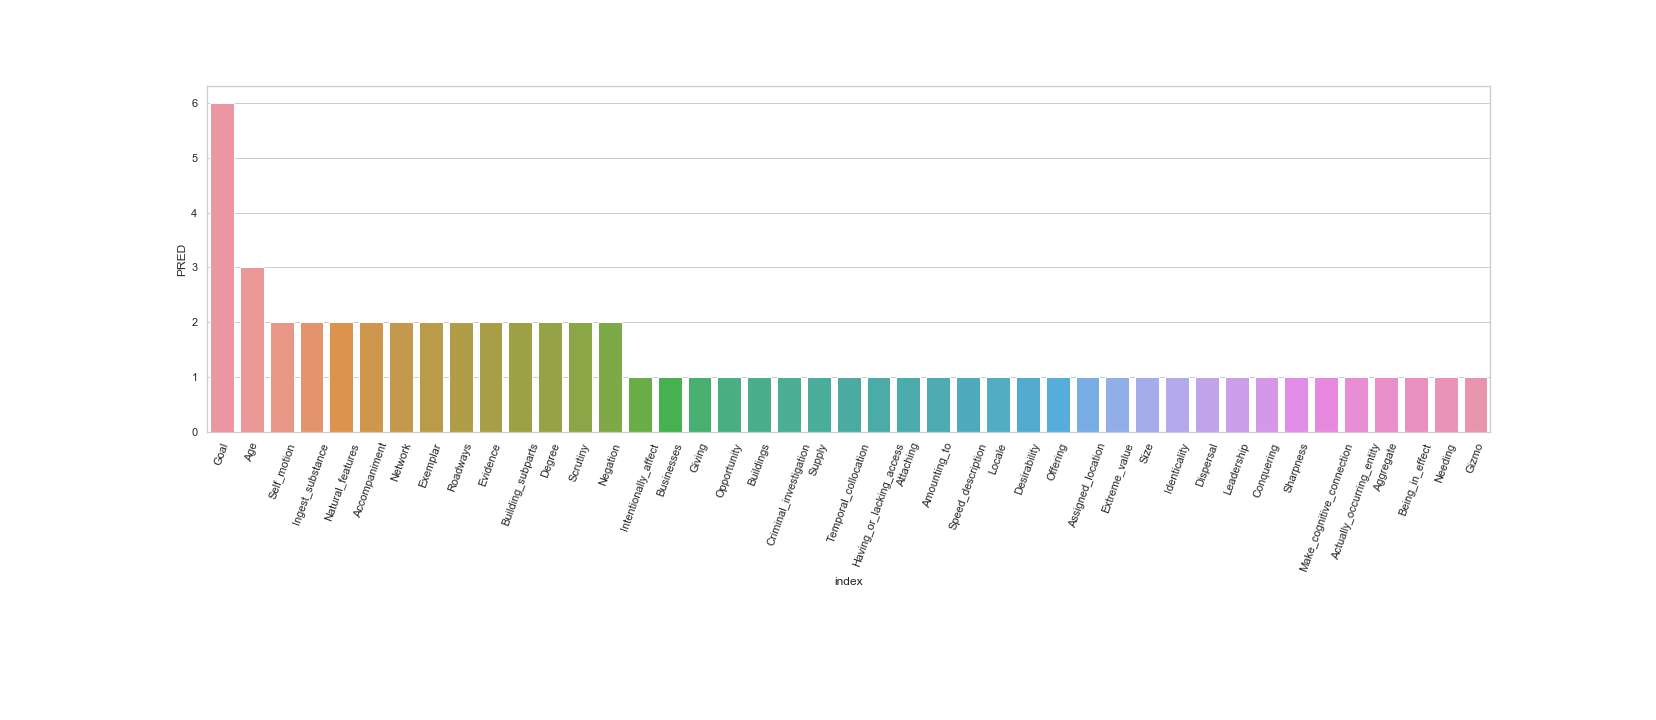 6
5
4
3
2
1
0
PRED
Goal
Age
Self_motion
Ingest_substance
Natural_features
Accompaniment
Network
Exemplar
Roadways
Evidence
Building_subparts
Degree
Scrutiny
Negation
Intentionally_affect
Businesses
Giving
Opportunity
Buildings
Criminal_investigation
Supply
Temporal_collocation
Having_or_lacking_access
Attaching
Amounting_to
Speed_description
Locale
Desirability
Offering
Assigned_location
Extreme_value
Size
Identicality
Dispersal
Leadership
Conquering
Sharpness
Make_cognitive_connection
Actually_occurring_entity
Aggregate
Being_in_effect
Needing
Gizmo
index